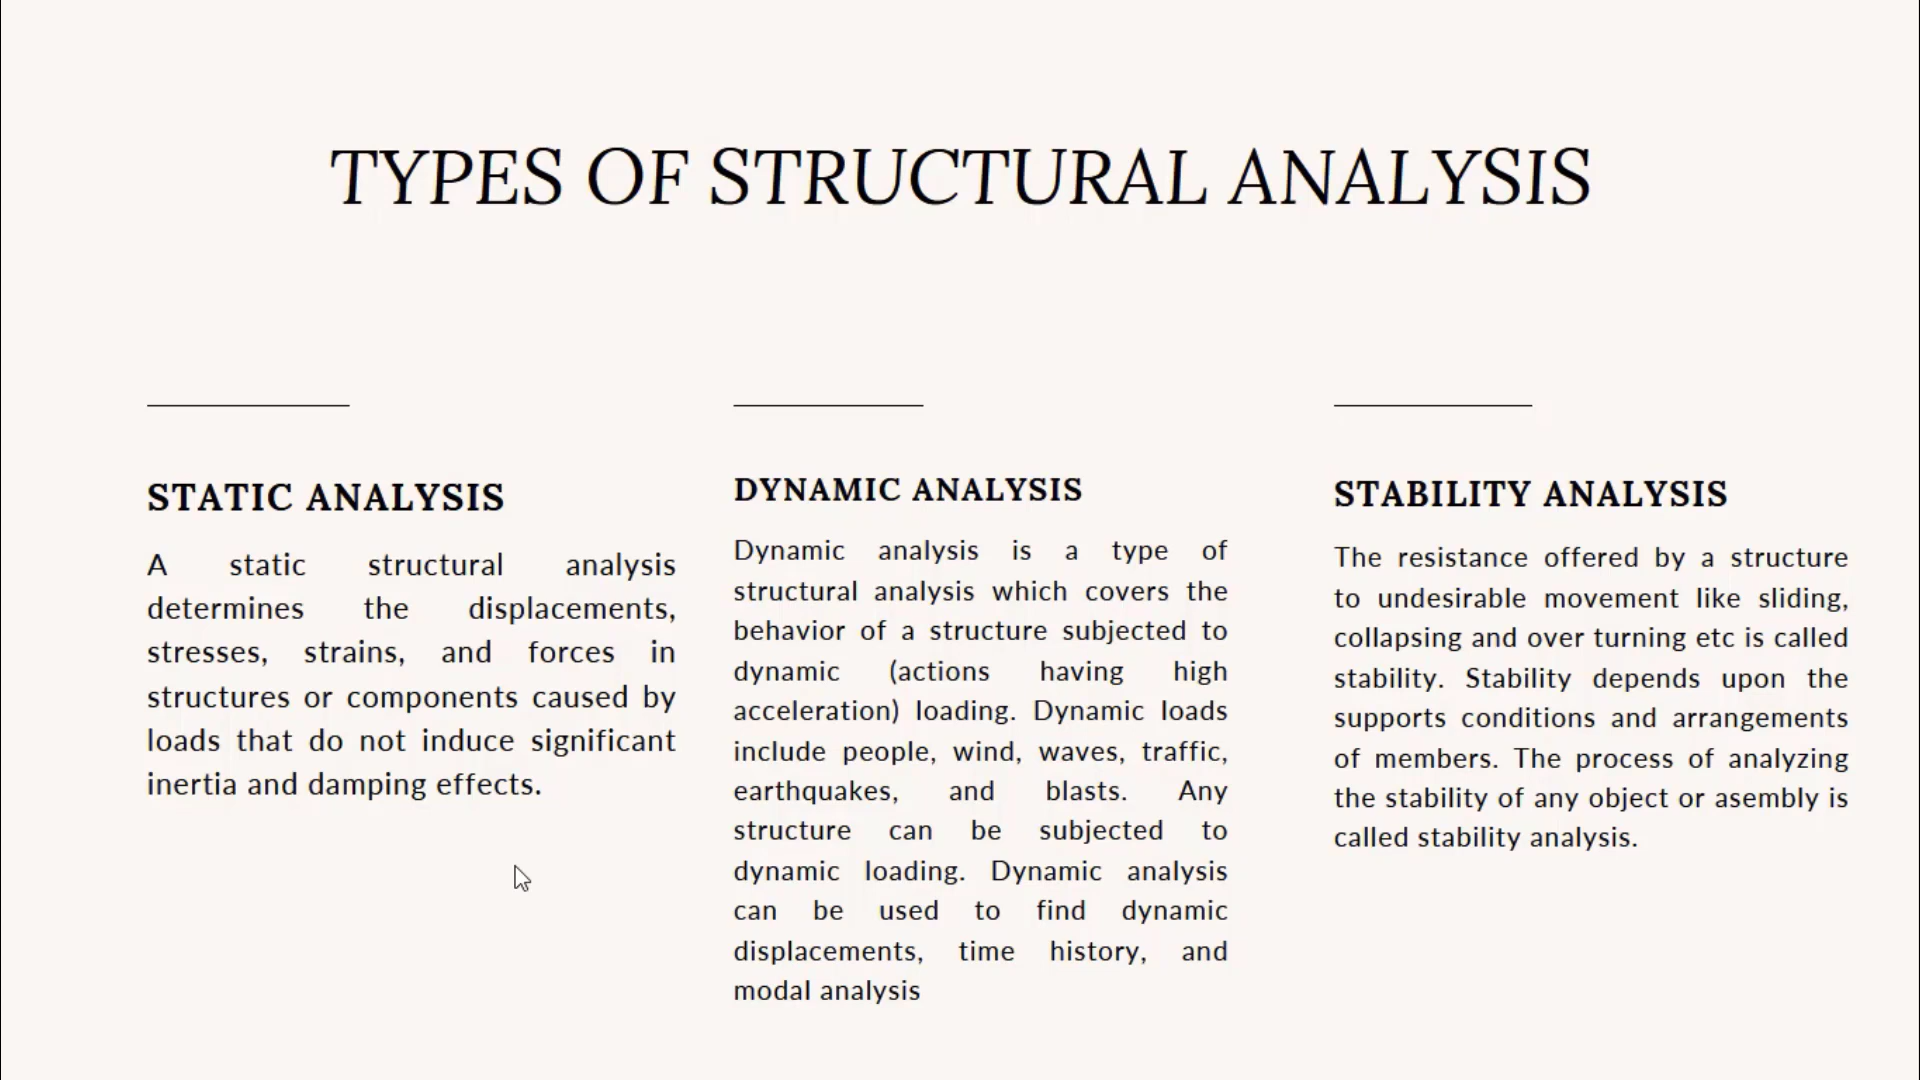 TYPES OF STRUCTURAL ANALYSIS
STATIC ANALYSIS
A static structural analysis
determines the displacements,
stresses, strains, and forces in
structures or components caused by
loads that do not induce significant
inertia and damping effects.
DYNAMIC ANALYSIS
Dynamic analysis is a type of
structural analysis which covers the
behavior of a structure subjected to
dynamic (actions having high
acceleration) loading. Dynamic loads
include people, wind, waves, traffic,
earthquakes, and blasts. Any
structure can be subjected to
dynamic loading. Dynamic analysis
can be used to find dynamic
displacements, time history, and
modal analysis
STABILITY ANALYSIS
The resistance offered by a structure
to undesirable movement like sliding,
collapsing and over turning etc is called
stability. Stability depends upon the
supports conditions and arrangements
of members. The process of analyzing
the stability of any object or asembly is
called stability analysis.